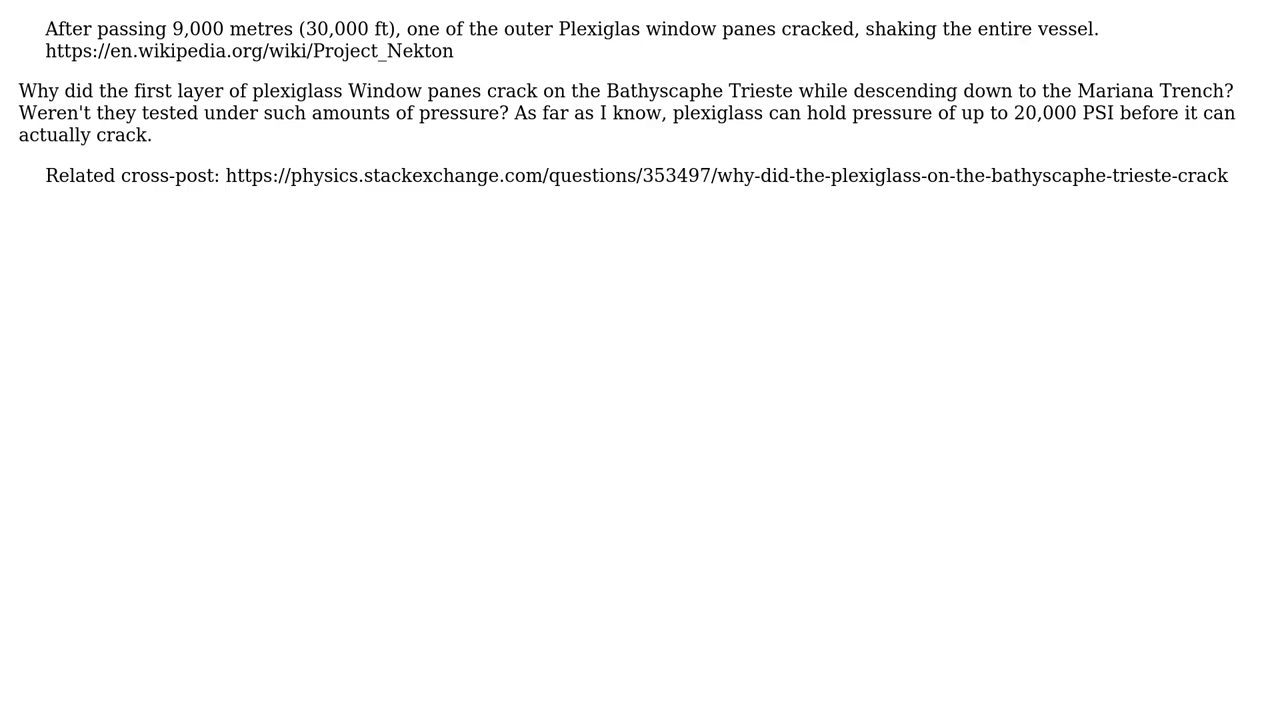 After passing 9,000 metres (30,000 ft), one of the outer Plexiglas window panes cracked, shaking the entire vessel.
https://en.wikipedia.org/wiki/Project_Nekton
Why did the first layer of plexiglass Window panes crack on the Bathyscaphe Trieste while descending down to the Mariana Trench?
Weren't they tested under such amounts of pressure? As far as I know, plexiglass can hold pressure of up to 20,000 PSI before it can
actually crack.
Related cross-post: https://physics.stackexchange.com/questions/353497/why-did-the-plexiglass-on-the-bathyscaphe-trieste-crack